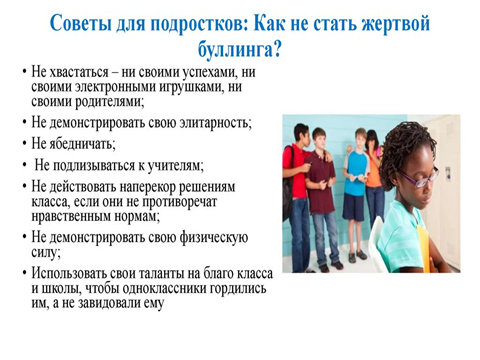 Советы для подростков: Как не стать жертвой
буллинга?
• Не хвастаться – ни своими успехами, ни
своими электронными игрушками, ни
своими родителями;
• Не демонстрировать свою элитарность;
• Не ябедничать;
• Не подлизываться к учителям;
• Не действовать наперекор решениям
класса, если они не противоречат
нравственным нормам;
• Не демонстрировать свою физическую
силу;
• Использовать свои таланты на благо класса
и школы, чтобы одноклассники гордились
им, а не завидовали ему